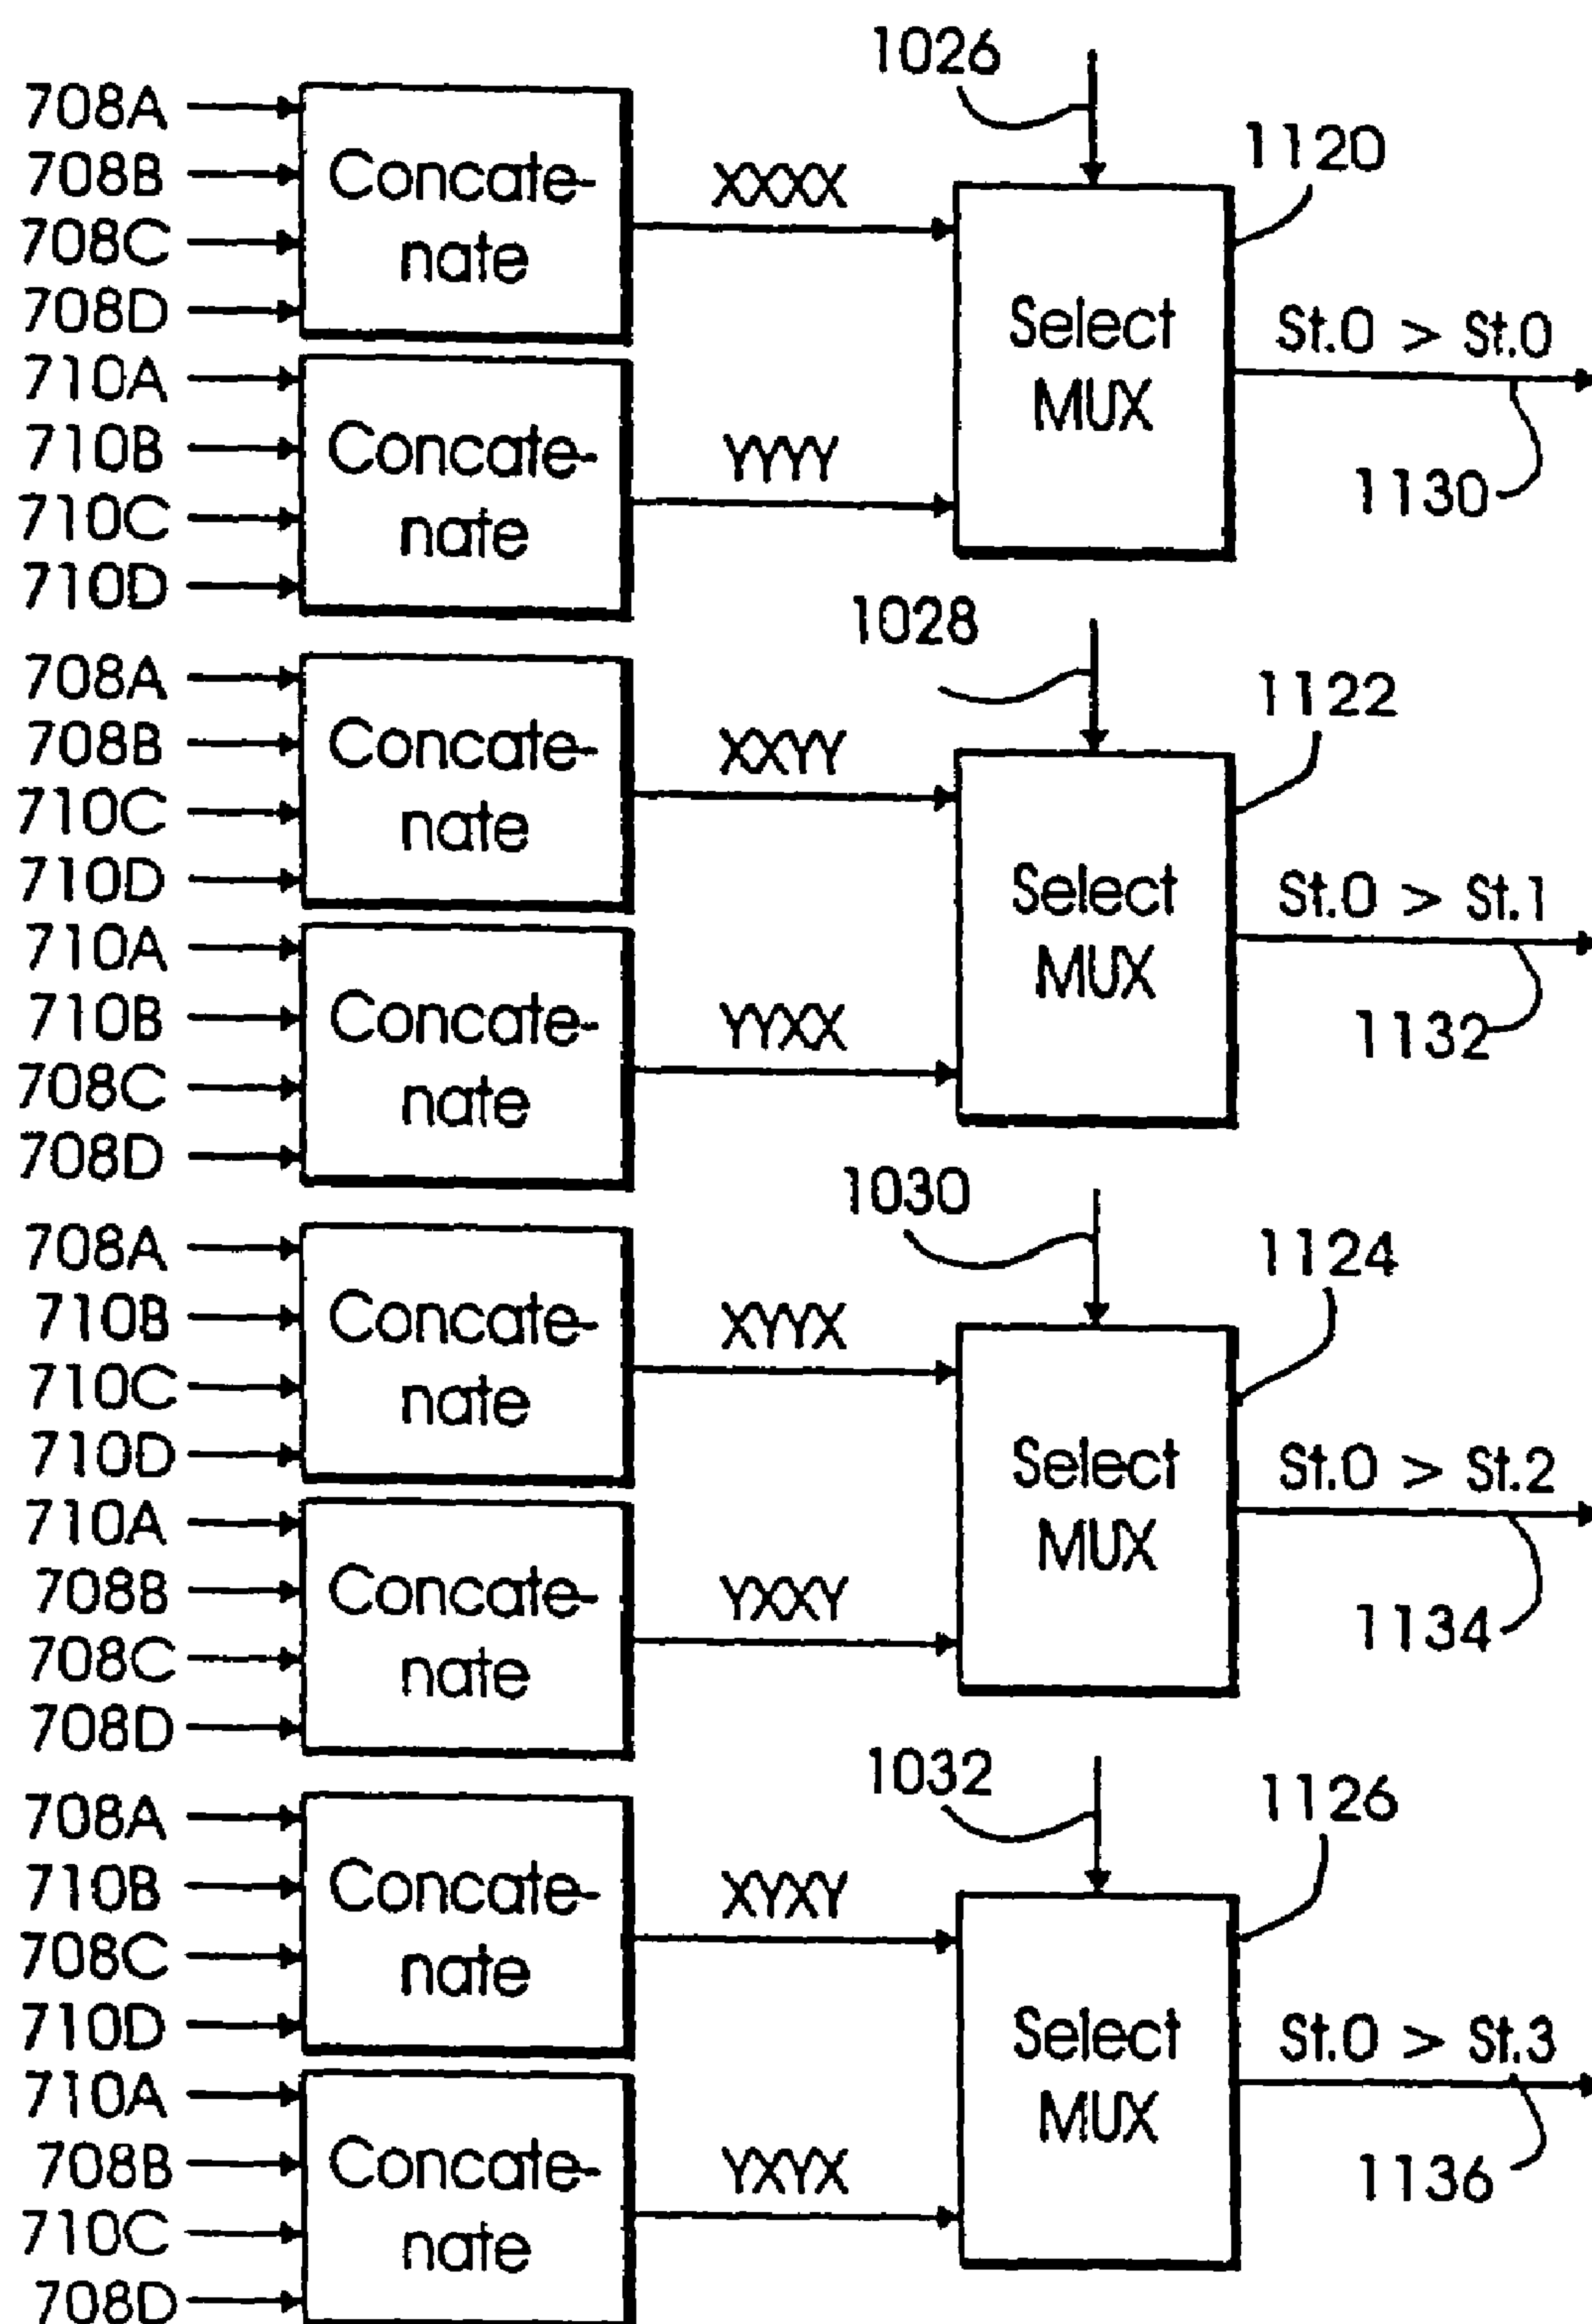 1026
708A
708B
708C
708D
Concate-
nate
XXXX
1120
Select
MUX
St.0 > St.0
1130
710A
710B
710C
710D
Concate-
nate
YYYY
1028
708A
708B
710C
710D
Concate-
nate
XXYY
1122
Select
MUX
St.0 > St.1
1132
710A
710B
708C
708D
Concate-
nate
YYXX
1030
708A
710B
710C
710D
Concate-
nate
XYYX
1124
Select
MUX
St.0 > St.2
1134
710A
708B
708C
708D
Concate-
nate
YXXY
1032
708A
710B
708C
710D
Concate-
nate
XYXY
1126
Select
MUX
St.0 > St.3
1136
710A
708B
710C
708D
Concate-
nate
YXYX